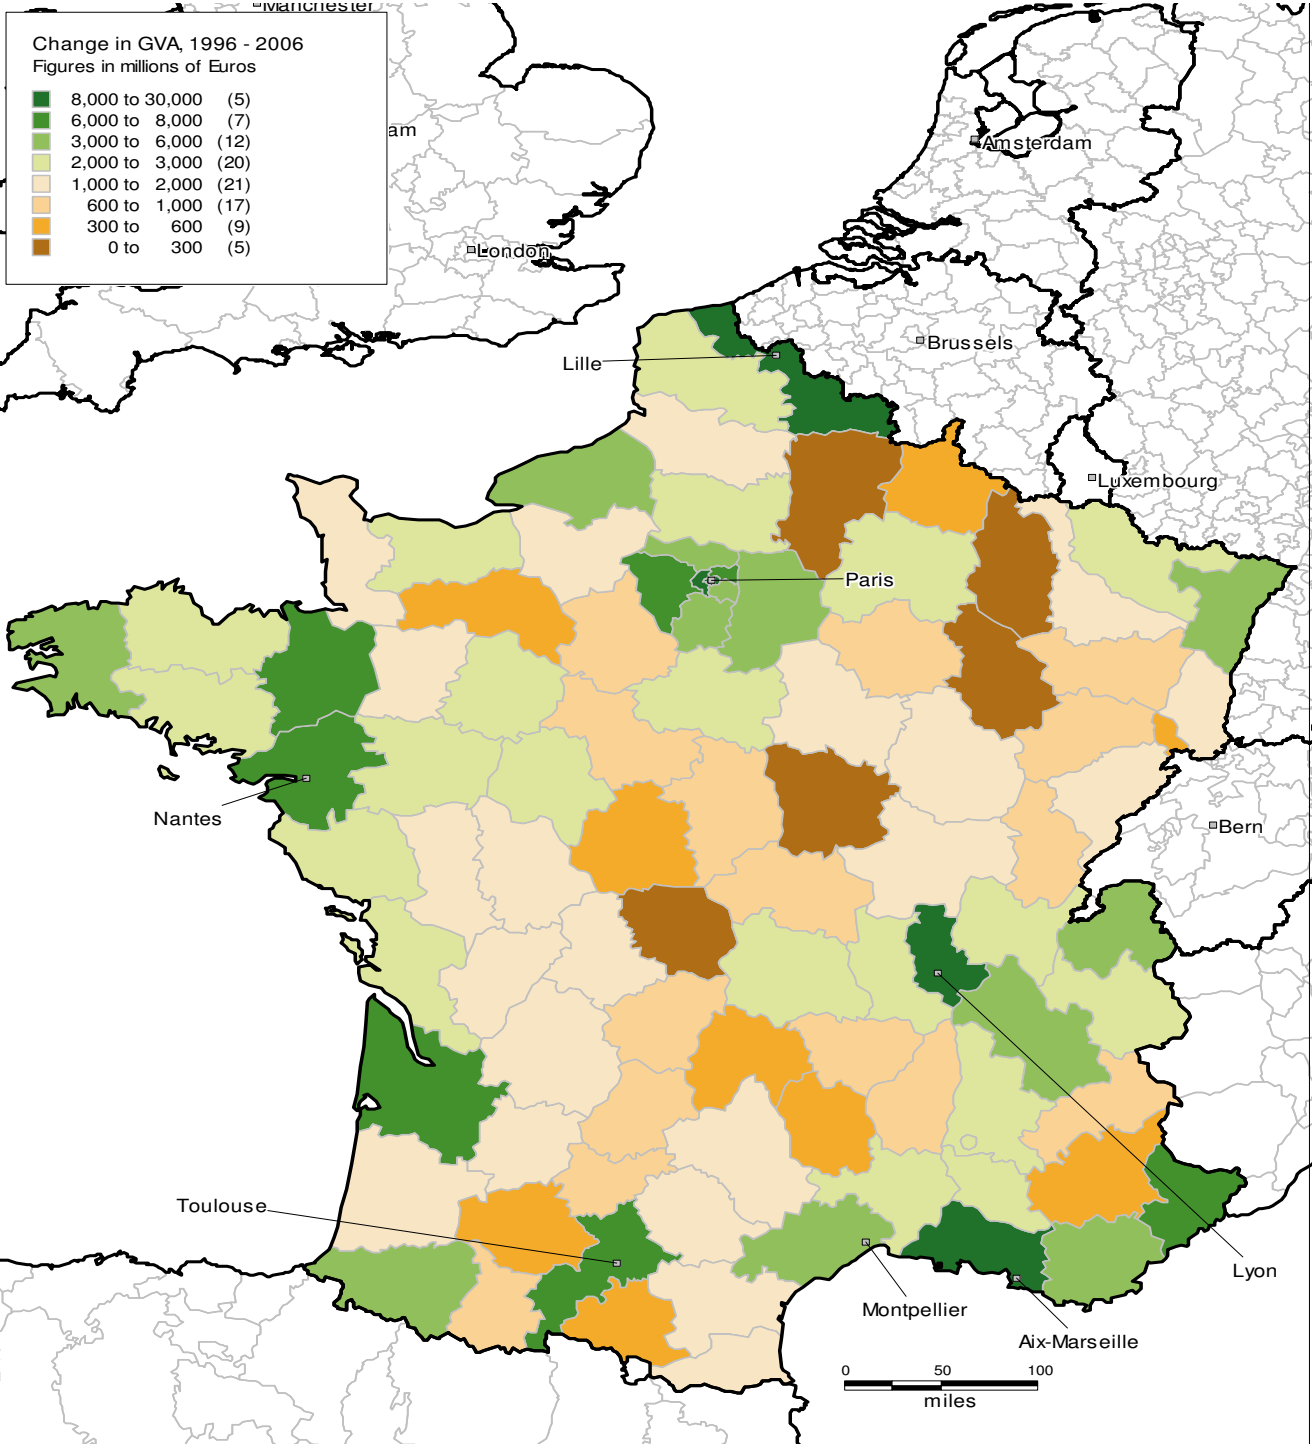 Manchester
Change in GVA, 1996 - 2006
Figures in millions of Euros
8,000 to 30,000 (5)
6,000 to 8,000 (7)
3,000 to 6,000 (12)
2,000 to 3,000 (20)
1,000 to 2,000 (21)
600 to 1,000 (17)
300 to 600 (9)
0 to 300 (5)
am
Amsterdam
London
Brussels
Lille
Luxembourg
Paris
Nantes
Bern
Toulouse
Lyon
Montpellier
Aix-Marseille
0 50 100
miles